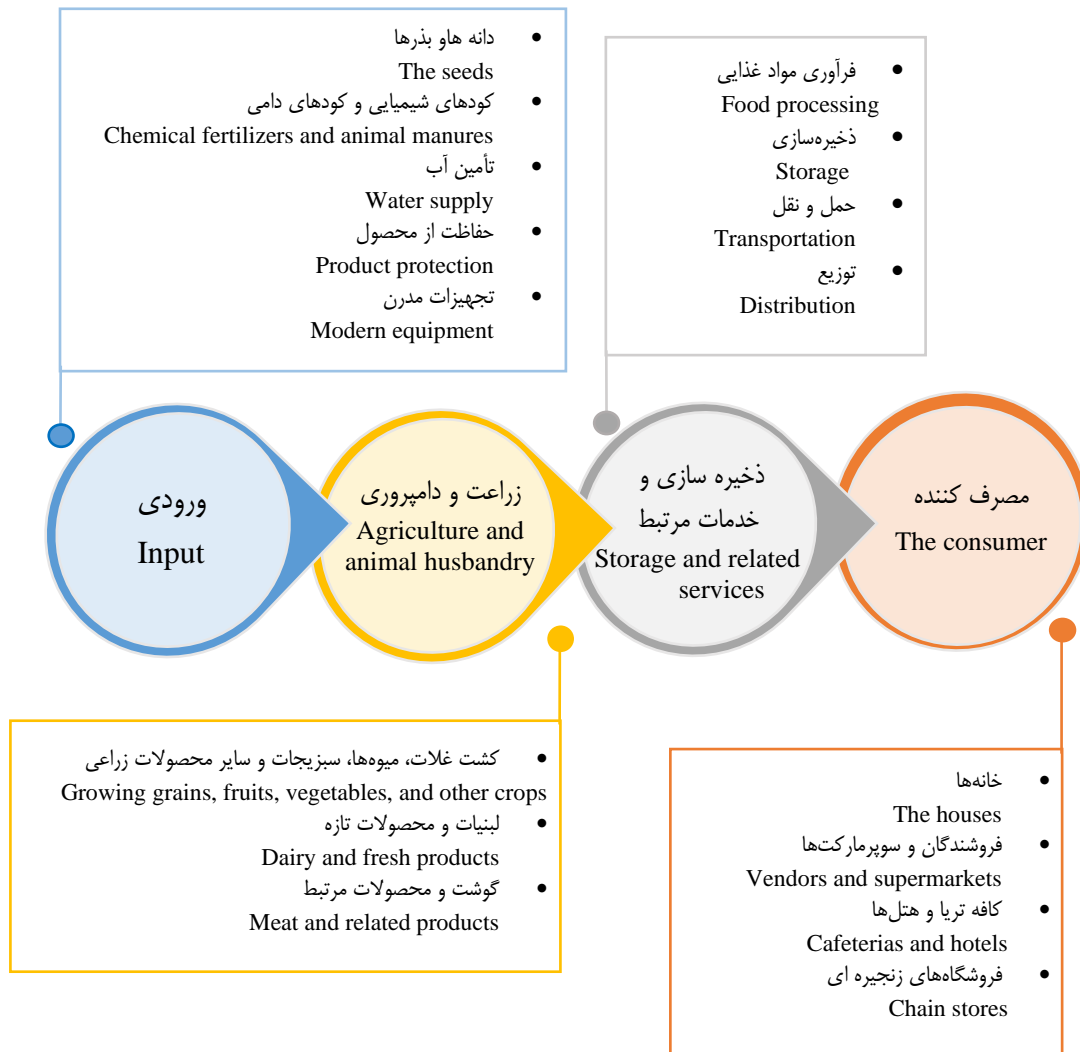 دانه هاو بذرها
The seeds
کودهای شیمیایی و کودهای دامی
Chemical fertilizers and animal manures
تأمین آب
Water supply
حفاظت از محصول
Product protection
تجهیزات مدرن
Modern equipment
فرآوری مواد غذایی
Food processing
ذخیره‌سازی
Storage
حمل و نقل
Transportation
توزیع
Distribution
ورودی
Input
زراعت و دامپروری
Agriculture and
animal husbandry
ذخیره سازی و
خدمات مرتبط
Storage and related
services
مصرف کننده
The consumer
کشت غلات، میوه‌ها، سبزیجات و سایر محصولات زراعی
Growing grains, fruits, vegetables, and other crops
لبنیات و محصولات تازه
Dairy and fresh products
گوشت و محصولات مرتبط
Meat and related products
خانه‌ها
The houses
فروشندگان و سوپرمارکت‌ها
Vendors and supermarkets
کافه تریا و هتل‌ها
Cafeterias and hotels
فروشگاه‌های زنجیره ای
Chain stores